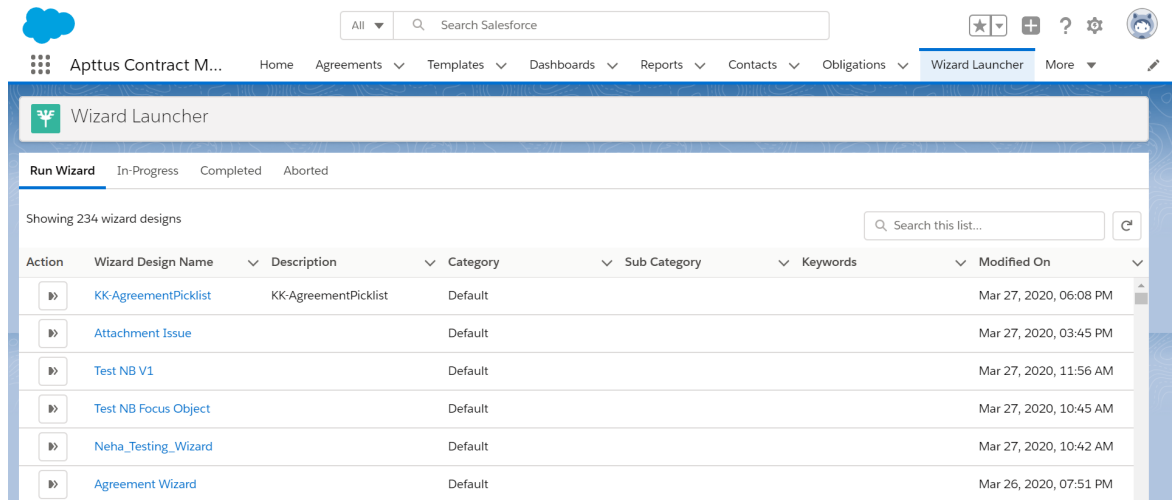 All Search Salesforce
Apttus Contract M... Home Agreements Templates Dashboards Reports Contacts Obligations Wizard Launcher More
Wizard Launcher
Run Wizard In-Progress Completed Aborted
Showing 234 wizard designs Search this list...
Action Wizard Design Name Description Category Sub Category Keywords Modified On
KK-AgreementPicklist KK-AgreementPicklist Default Mar 27, 2020, 06:08 PM
Attachment Issue Default Mar 27, 2020, 03:45 PM
Test NB V1 Default Mar 27, 2020, 11:56 AM
Test NB Focus Object Default Mar 27, 2020, 10:45 AM
Neha_Testing_Wizard Default Mar 27, 2020, 10:42 AM
Agreement Wizard Default Mar 26, 2020, 07:51 PM